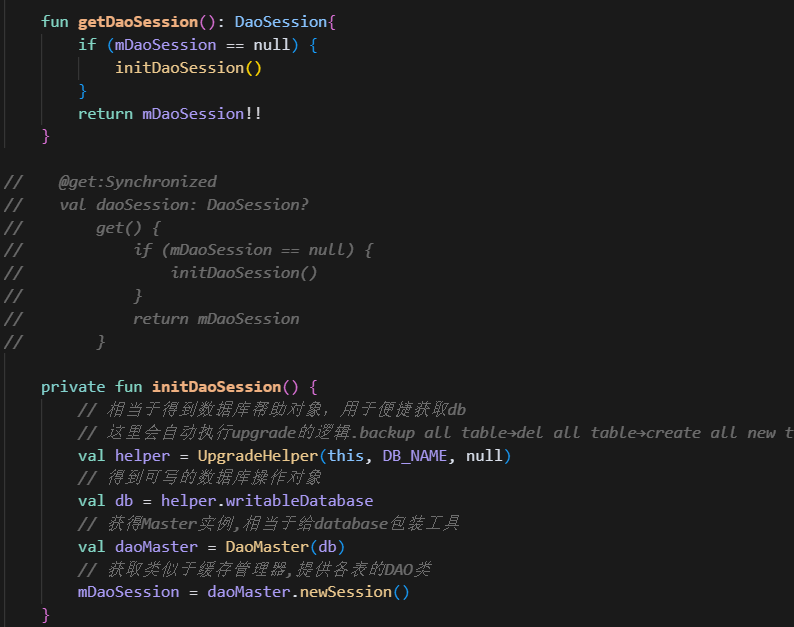 fun getDaoSession(): DaoSession{
if (mDaoSession == null) {
initDaoSession()
}
return mDaoSession!!
}
// @get:Synchronized
// val daoSession: DaoSession?
// get() {
// if (mDaoSession == null) {
// initDaoSession()
// }
// return mDaoSession
// }
private fun initDaoSession() {
// 相当于得到数据库帮助对象，用于便捷获取db
// 这里会自动执行upgrade的逻辑.backup all table→del all table→create all new t
val helper = UpgradeHelper(this, DB_NAME, null)
// 得到可写的数据库操作对象
val db = helper.writableDatabase
// 获得Master实例,相当于给database包装工具
val daoMaster = DaoMaster(db)
// 获取类似于缓存管理器,提供各表的DAO类
mDaoSession = daoMaster.newSession()
}